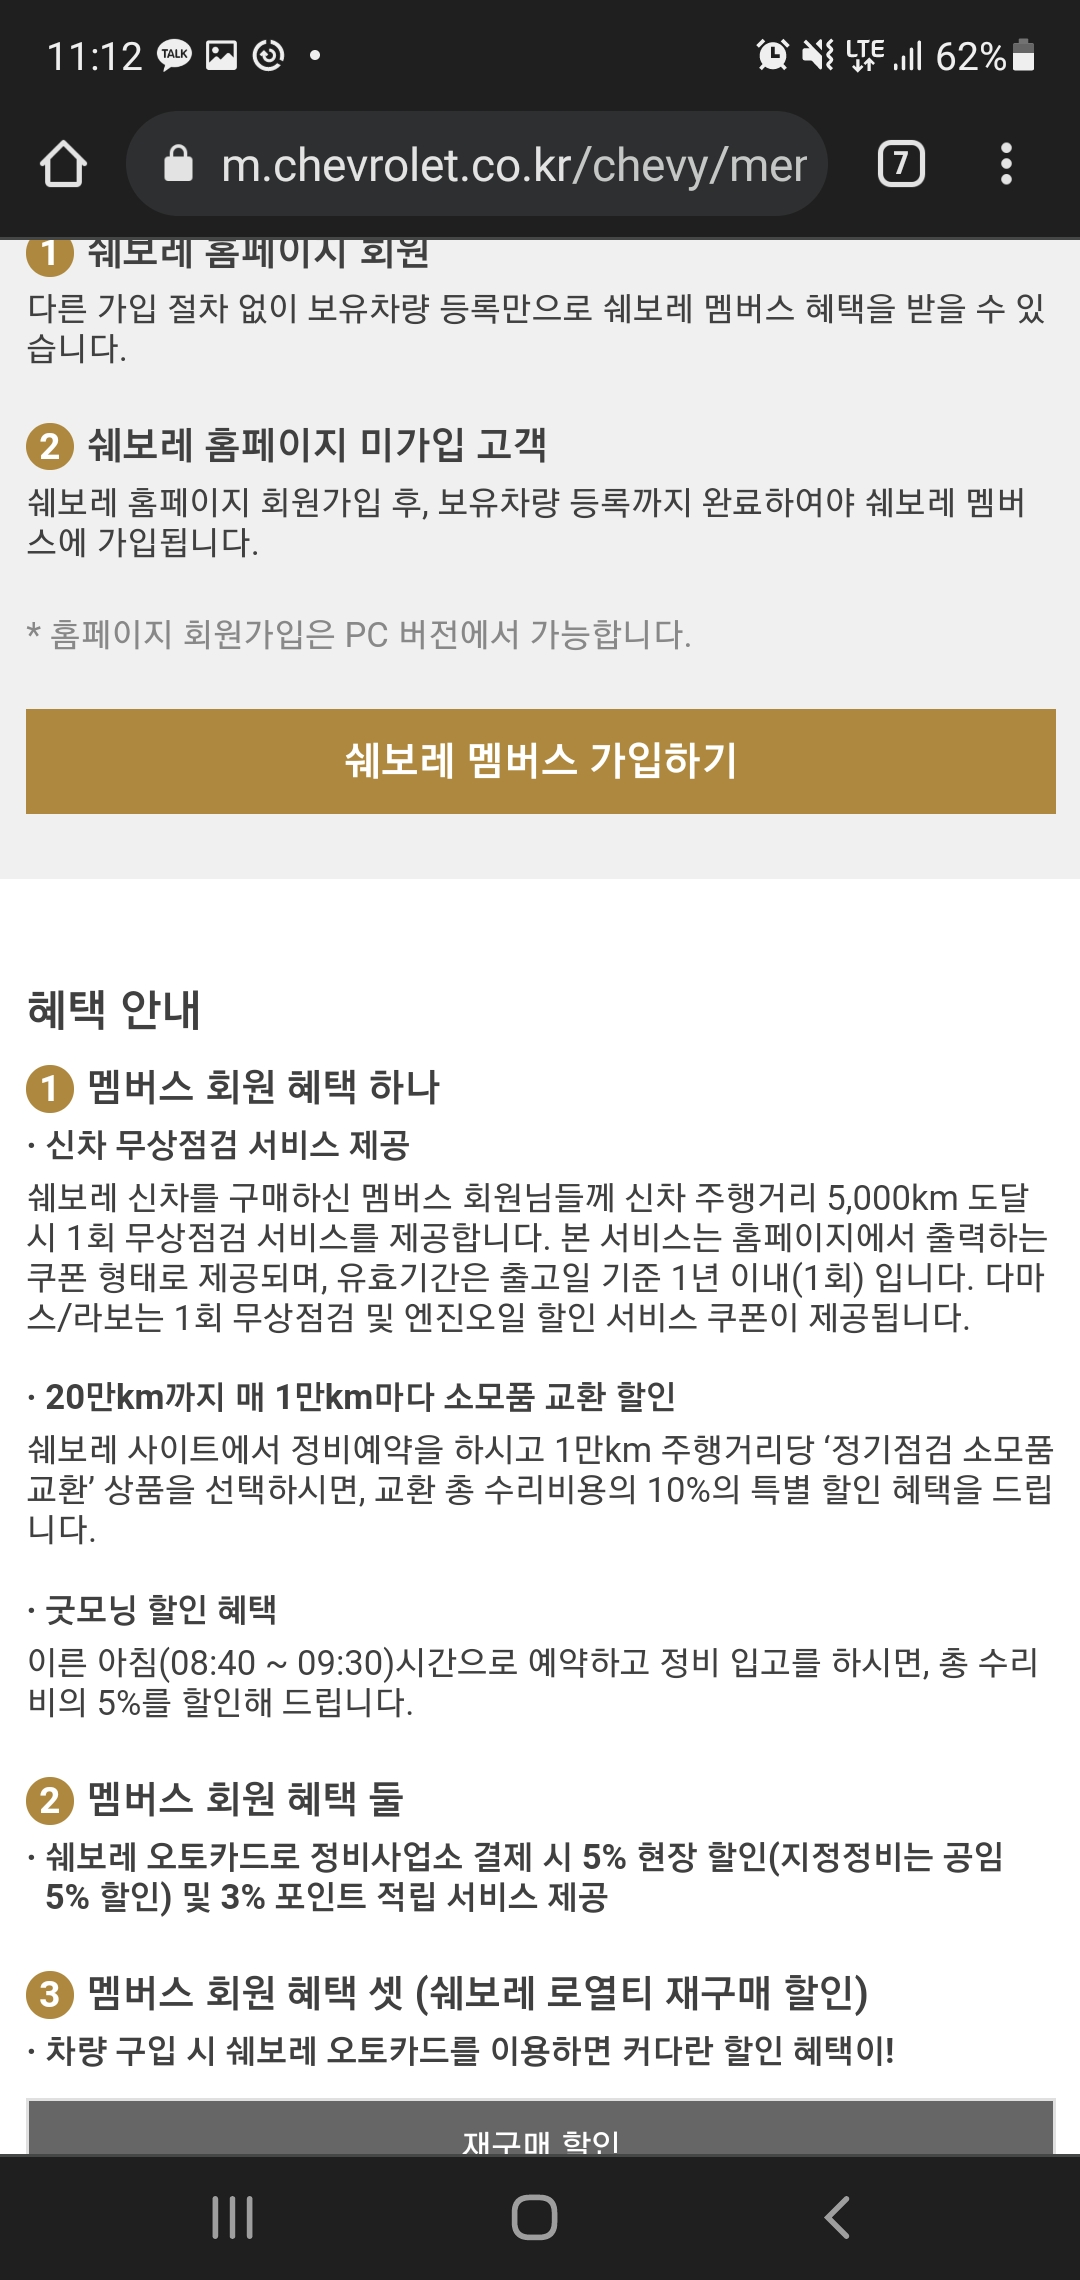 11:12 TALK LTE 62%
m.chevrolet.co.kr/chevy/mer 7
1 쉐보레 홈페이지 회원
다른 가입 절차 없이 보유차량 등록만으로 쉐보레 멤버스 혜택을 받을 수 있
습니다.
2 쉐보레 홈페이지 미가입 고객
쉐보레 홈페이지 회원가입 후, 보유차량 등록까지 완료하여야 쉐보레 멤버
스에 가입됩니다.
* 홈페이지 회원가입은 PC 버전에서 가능합니다.
쉐보레 멤버스 가입하기
혜택 안내
1 멤버스 회원 혜택 하나
· 신차 무상점검 서비스 제공
쉐보레 신차를 구매하신 멤버스 회원님들께 신차 주행거리 5,000km 도달
시 1회 무상점검 서비스를 제공합니다. 본 서비스는 홈페이지에서 출력하는
쿠폰 형태로 제공되며, 유효기간은 출고일 기준 1년 이내(1회) 입니다. 다마
스/라보는 1회 무상점검 및 엔진오일 할인 서비스 쿠폰이 제공됩니다.
· 20만km까지 매 1만km마다 소모품 교환 할인
쉐보레 사이트에서 정비예약을 하시고 1만km 주행거리당 ‘정기점검 소모품
교환’ 상품을 선택하시면, 교환 총 수리비용의 10%의 특별 할인 혜택을 드립
니다.
· 굿모닝 할인 혜택
이른 아침(08:40 ~ 09:30)시간으로 예약하고 정비 입고를 하시면, 총 수리
비의 5%를 할인해 드립니다.
2 멤버스 회원 혜택 둘
· 쉐보레 오토카드로 정비사업소 결제 시 5% 현장 할인(지정정비는 공임
5% 할인) 및 3% 포인트 적립 서비스 제공
3 멤버스 회원 혜택 셋 (쉐보레 로열티 재구매 할인)
· 차량 구입 시 쉐보레 오토카드를 이용하면 커다란 할인 혜택이!
재구매 할인